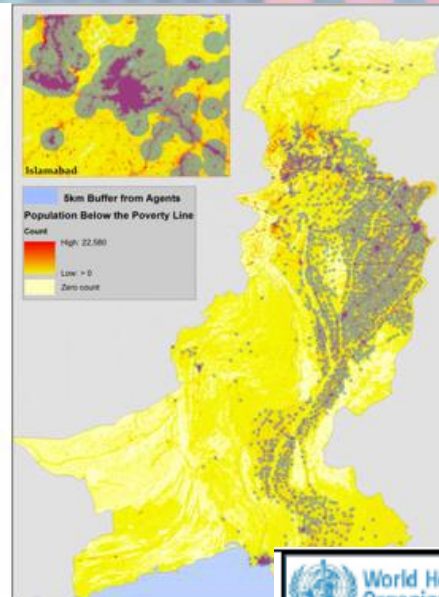 Islamabad
5km Buffer from Agents
Population Below the Poverty Line
Count
High: 22,580
Low: > 0
Zero count
World